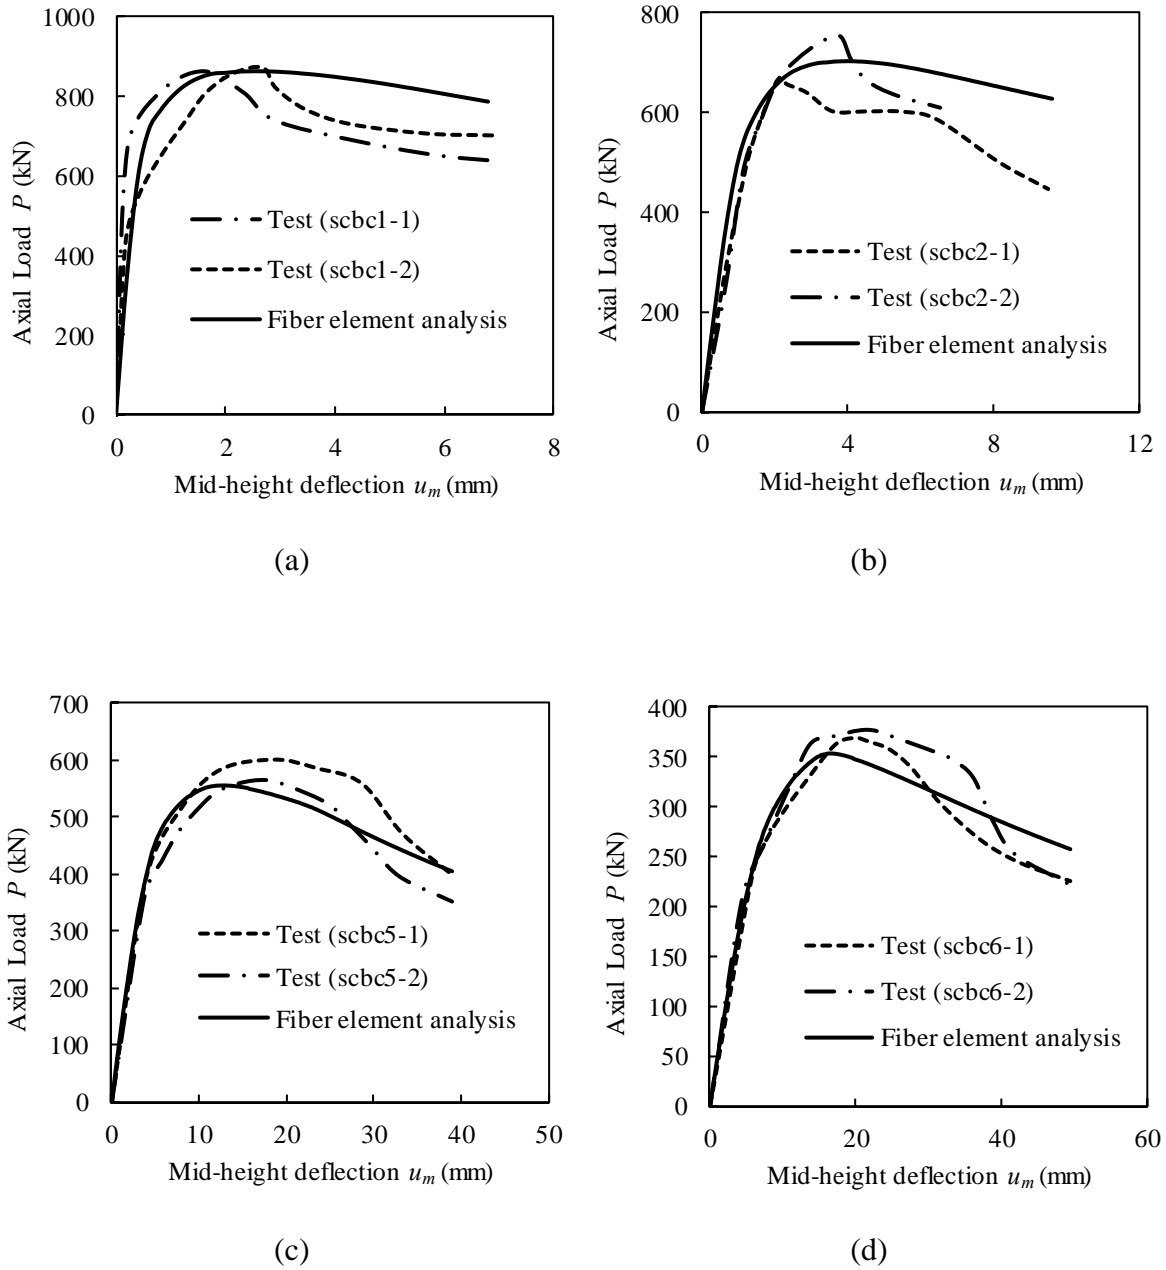 1000
800
600
400
200
0
Axial Load P (kN)
Test (scbc1-1)
Test (scbc1-2)
Fiber element analysis
0 2 4 6 8
Mid-height deflection um (mm)
(a)
800
600
400
200
0
Axial Load P (kN)
Test (scbc2-1)
Test (scbc2-2)
Fiber element analysis
0 4 8 12
Mid-height deflection um (mm)
(b)
700
600
500
400
300
200
100
0
Axial Load P (kN)
Test (scbc5-1)
Test (scbc5-2)
Fiber element analysis
0 10 20 30 40 50
Mid-height deflection um (mm)
(c)
400
350
300
250
200
150
100
50
0
Axial Load P (kN)
Test (scbc6-1)
Test (scbc6-2)
Fiber element analysis
0 20 40 60
Mid-height deflection um (mm)
(d)